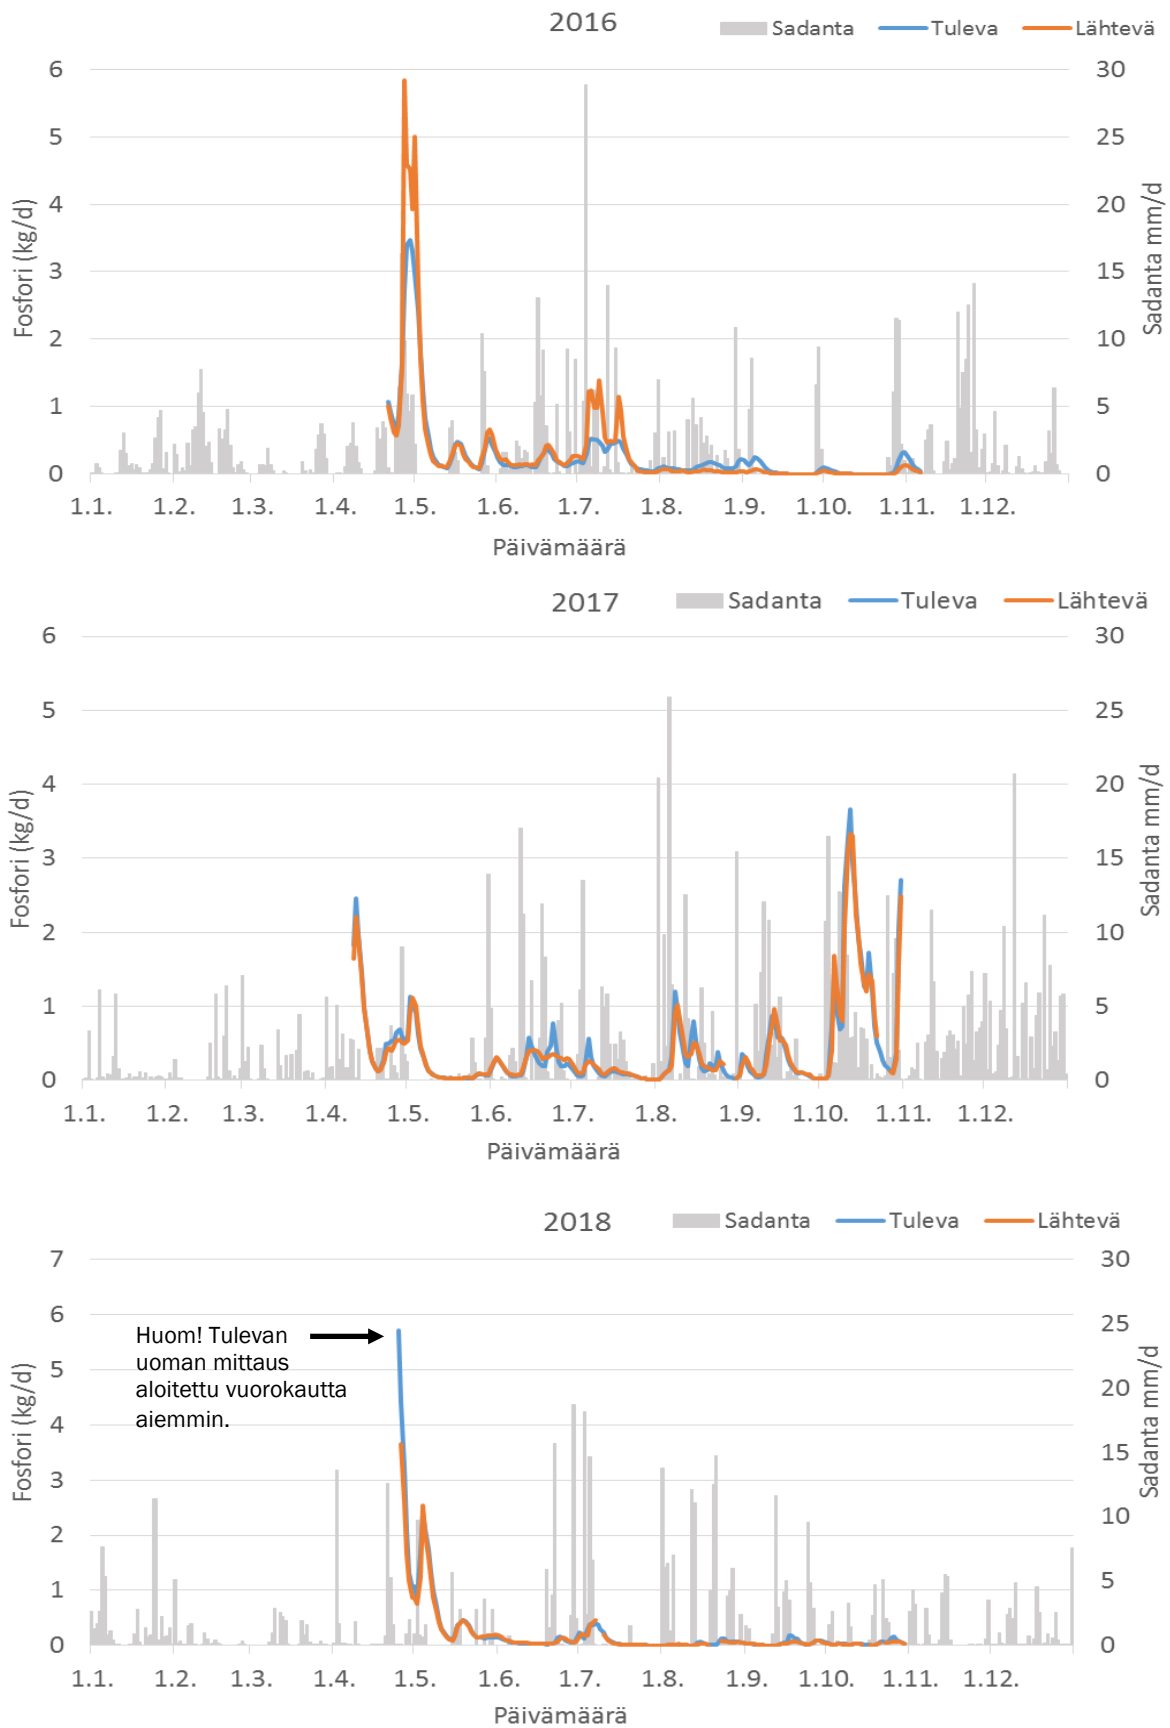 2016
Sadanta Tuleva Lähtevä
6 30
5 25
4 20
3 15
2 10
1 5
0 0
Fosfori (kg/d)
Sadanta mm/d
1.1. 1.2. 1.3. 1.4. 1.5. 1.6. 1.7. 1.8. 1.9. 1.10. 1.11. 1.12.
Päivämäärä
2017
Sadanta Tuleva Lähtevä
6 30
5 25
4 20
3 15
2 10
1 5
0 0
Fosfori (kg/d)
Sadanta mm/d
1.1. 1.2. 1.3. 1.4. 1.5. 1.6. 1.7. 1.8. 1.9. 1.10. 1.11. 1.12.
Päivämäärä
2018
Sadanta Tuleva Lähtevä
7 30
6 25
5 20
4 15
3 10
2 5
1 0
0
Fosfori (kg/d)
Sadanta mm/d
Huom! Tulevan
uoman mittaus
aloitettu vuorokautta
aiemmin.
1.1. 1.2. 1.3. 1.4. 1.5. 1.6. 1.7. 1.8. 1.9. 1.10. 1.11. 1.12.
Päivämäärä